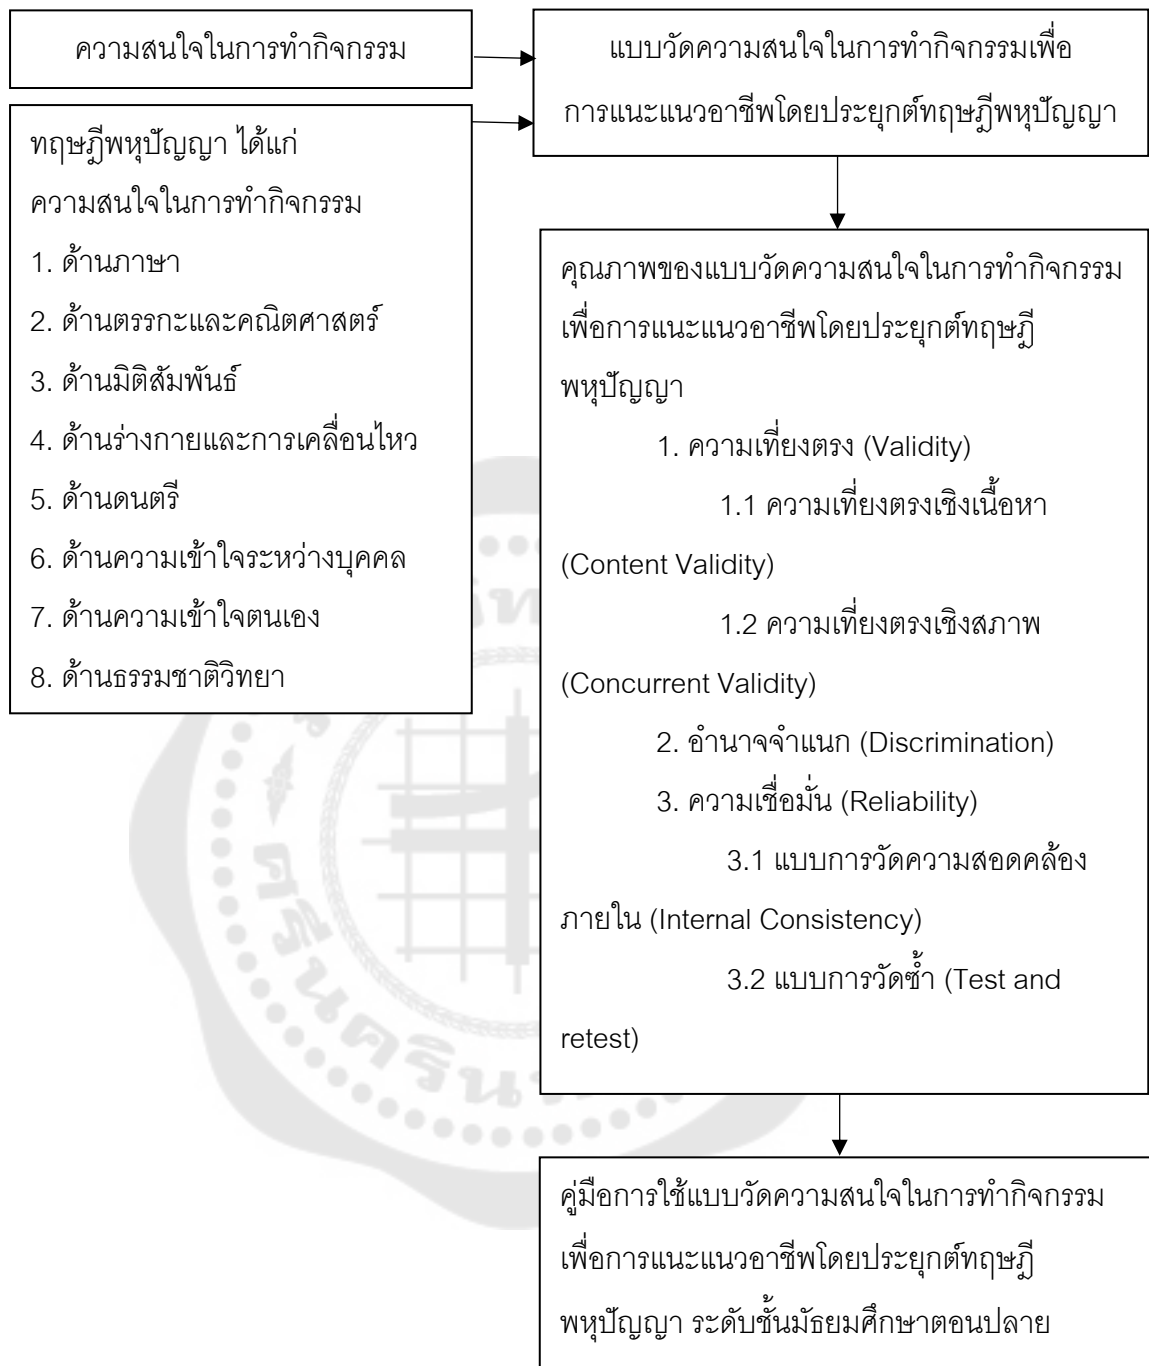 ความสนใจในการทำกิจกรรม
ทฤษฎีพหุปัญญา ได้แก่
ความสนใจในการทำกิจกรรม
1. ด้านภาษา
2. ด้านตรรกะและคณิตศาสตร์
3. ด้านมิติสัมพันธ์
4. ด้านร่างกายและการเคลื่อนไหว
5. ด้านดนตรี
6. ด้านความเข้าใจระหว่างบุคคล
7. ด้านความเข้าใจตนเอง
8. ด้านธรรมชาติวิทยา
แบบวัดความสนใจในการทำกิจกรรมเพื่อ
การแนะแนวอาชีพโดยประยุกต์ทฤษฎีพหุปัญญา
คุณภาพของแบบวัดความสนใจในการทำกิจกรรม
เพื่อการแนะแนวอาชีพโดยประยุกต์ทฤษฎี
พหุปัญญา
1. ความเที่ยงตรง (Validity)
1.1 ความเที่ยงตรงเชิงเนื้อหา
(Content Validity)
1.2 ความเที่ยงตรงเชิงสภาพ
(Concurrent Validity)
2. อำนาจจำแนก (Discrimination)
3. ความเชื่อมั่น (Reliability)
3.1 แบบการวัดความสอดคล้อง
ภายใน (Internal Consistency)
3.2 แบบการวัดซ้ำ (Test and
retest)
คู่มือการใช้แบบวัดความสนใจในการทำกิจกรรม
เพื่อการแนะแนวอาชีพโดยประยุกต์ทฤษฎี
พหุปัญญา ระดับชั้นมัธยมศึกษาตอนปลาย